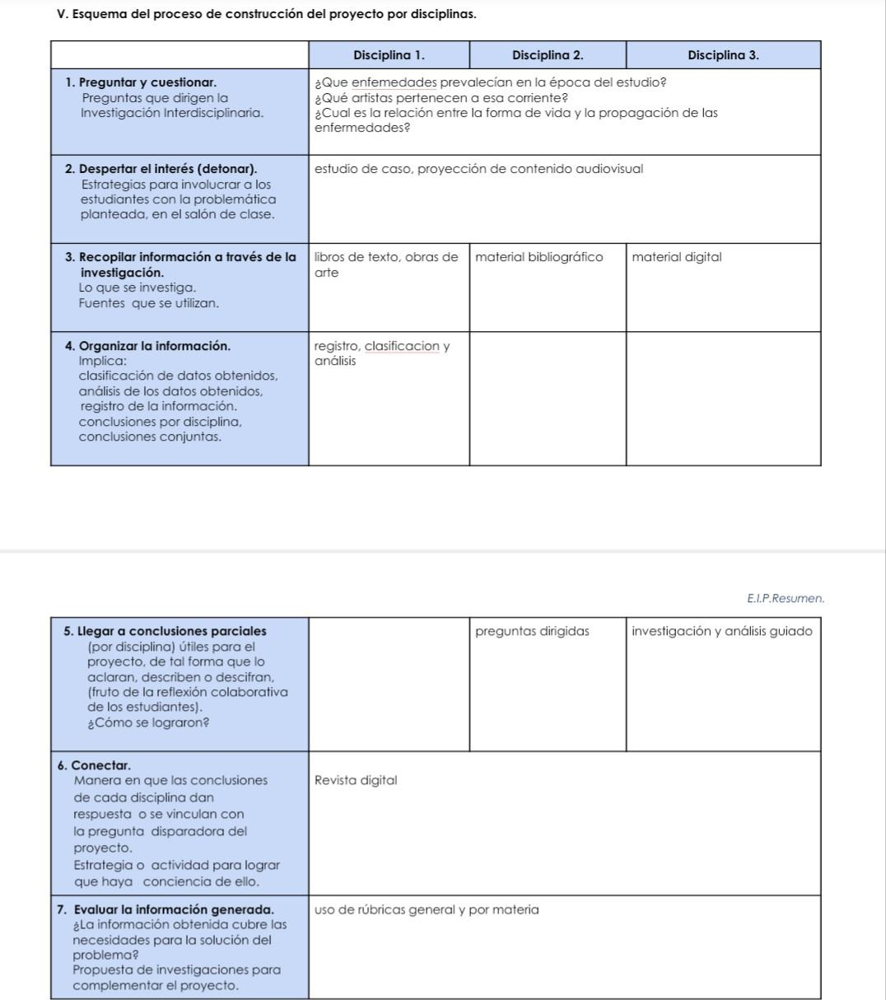 V. Esquema del proceso de construcción del proyecto por disciplinas.
Disciplina 1. Disciplina 2. Disciplina 3.
1. Preguntar y cuestionar.
Preguntas que dirigen la
Investigación Interdisciplinaria.
¿Que enfemedades prevalecían en la época del estudio?
¿Qué artistas pertenecen a esa corriente?
¿Cual es la relación entre la forma de vida y la propagación de las
enfermedades?
2. Despertar el interés (detonar).
Estrategias para involucrar a los
estudiantes con la problemática
planteada, en el salón de clase.
estudio de caso, proyección de contenido audiovisual
3. Recopilar información a través de la
investigación.
Lo que se investiga.
Fuentes que se utilizan.
libros de texto, obras de
arte
material bibliográfico
material digital
4. Organizar la información.
Implica:
clasificación de datos obtenidos,
análisis de los datos obtenidos,
registro de la información.
conclusiones por disciplina,
conclusiones conjuntas.
registro, clasificacion y
análisis
E.I.P.Resumen.
5. Llegar a conclusiones parciales
(por disciplina) útiles para el
proyecto, de tal forma que lo
aclaran, describen o descifran,
(fruto de la reflexión colaborativa
de los estudiantes).
¿Cómo se lograron?
preguntas dirigidas
investigación y análisis guiado
6. Conectar.
Manera en que las conclusiones
de cada disciplina dan
respuesta o se vinculan con
la pregunta disparadora del
proyecto.
Estrategia o actividad para lograr
que haya conciencia de ello.
Revista digital
7. Evaluar la información generada.
¿La información obtenida cubre las
necesidades para la solución del
problema?
Propuesta de investigaciones para
complementar el proyecto.
uso de rúbricas general y por materia